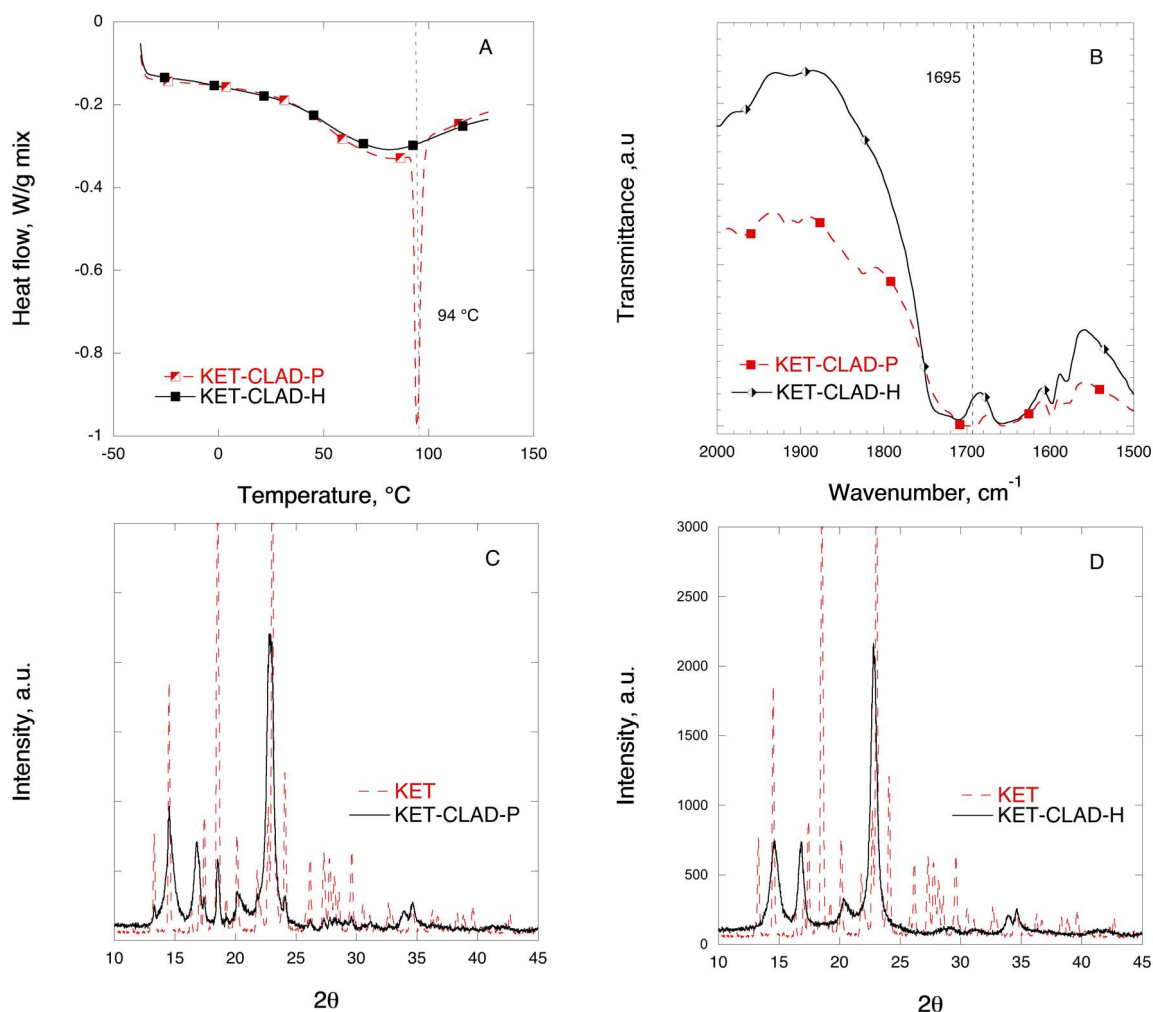 A
Heat flow, W/g mix
0
-0.2
-0.4
-0.6
-0.8
-1
94 °C
KET-CLAD-P
KET-CLAD-H
-50 0 50 100 150
Temperature, °C
B
1695
Transmittance ,a.u
KET-CLAD-P
KET-CLAD-H
2000 1900 1800 1700 1600 1500
Wavenumber, cm-1
C
Intensity, a.u.
KET
KET-CLAD-P
10 15 20 25 30 35 40 45
2θ
D
Intensity, a.u.
3000
2500
2000
1500
1000
500
0
KET
KET-CLAD-H
10 15 20 25 30 35 40 45
2θ